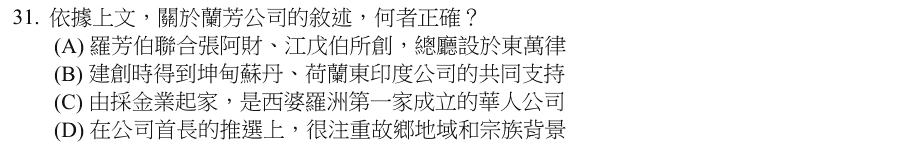 31. 依據上文，關於蘭芳公司的敘述，何者正確？
(A) 羅芳伯聯合張阿財、江戊伯所創，總廳設於東萬律
(B) 建創時得到坤甸蘇丹、荷蘭東印度公司的共同支持
(C) 由採金業起家，是西婆羅洲第一家成立的華人公司
(D) 在公司首長的推選上，很注重故鄉地域和宗族背景